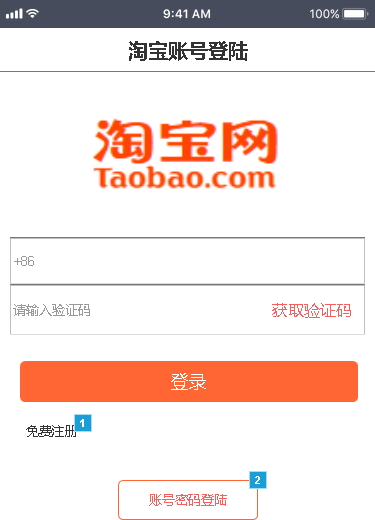 9:41 AM
100%
淘宝账号登陆
淘宝网
Taobao.com
+86
请输入验证码 获取验证码
登录
免费注册 1
2
账号密码登陆